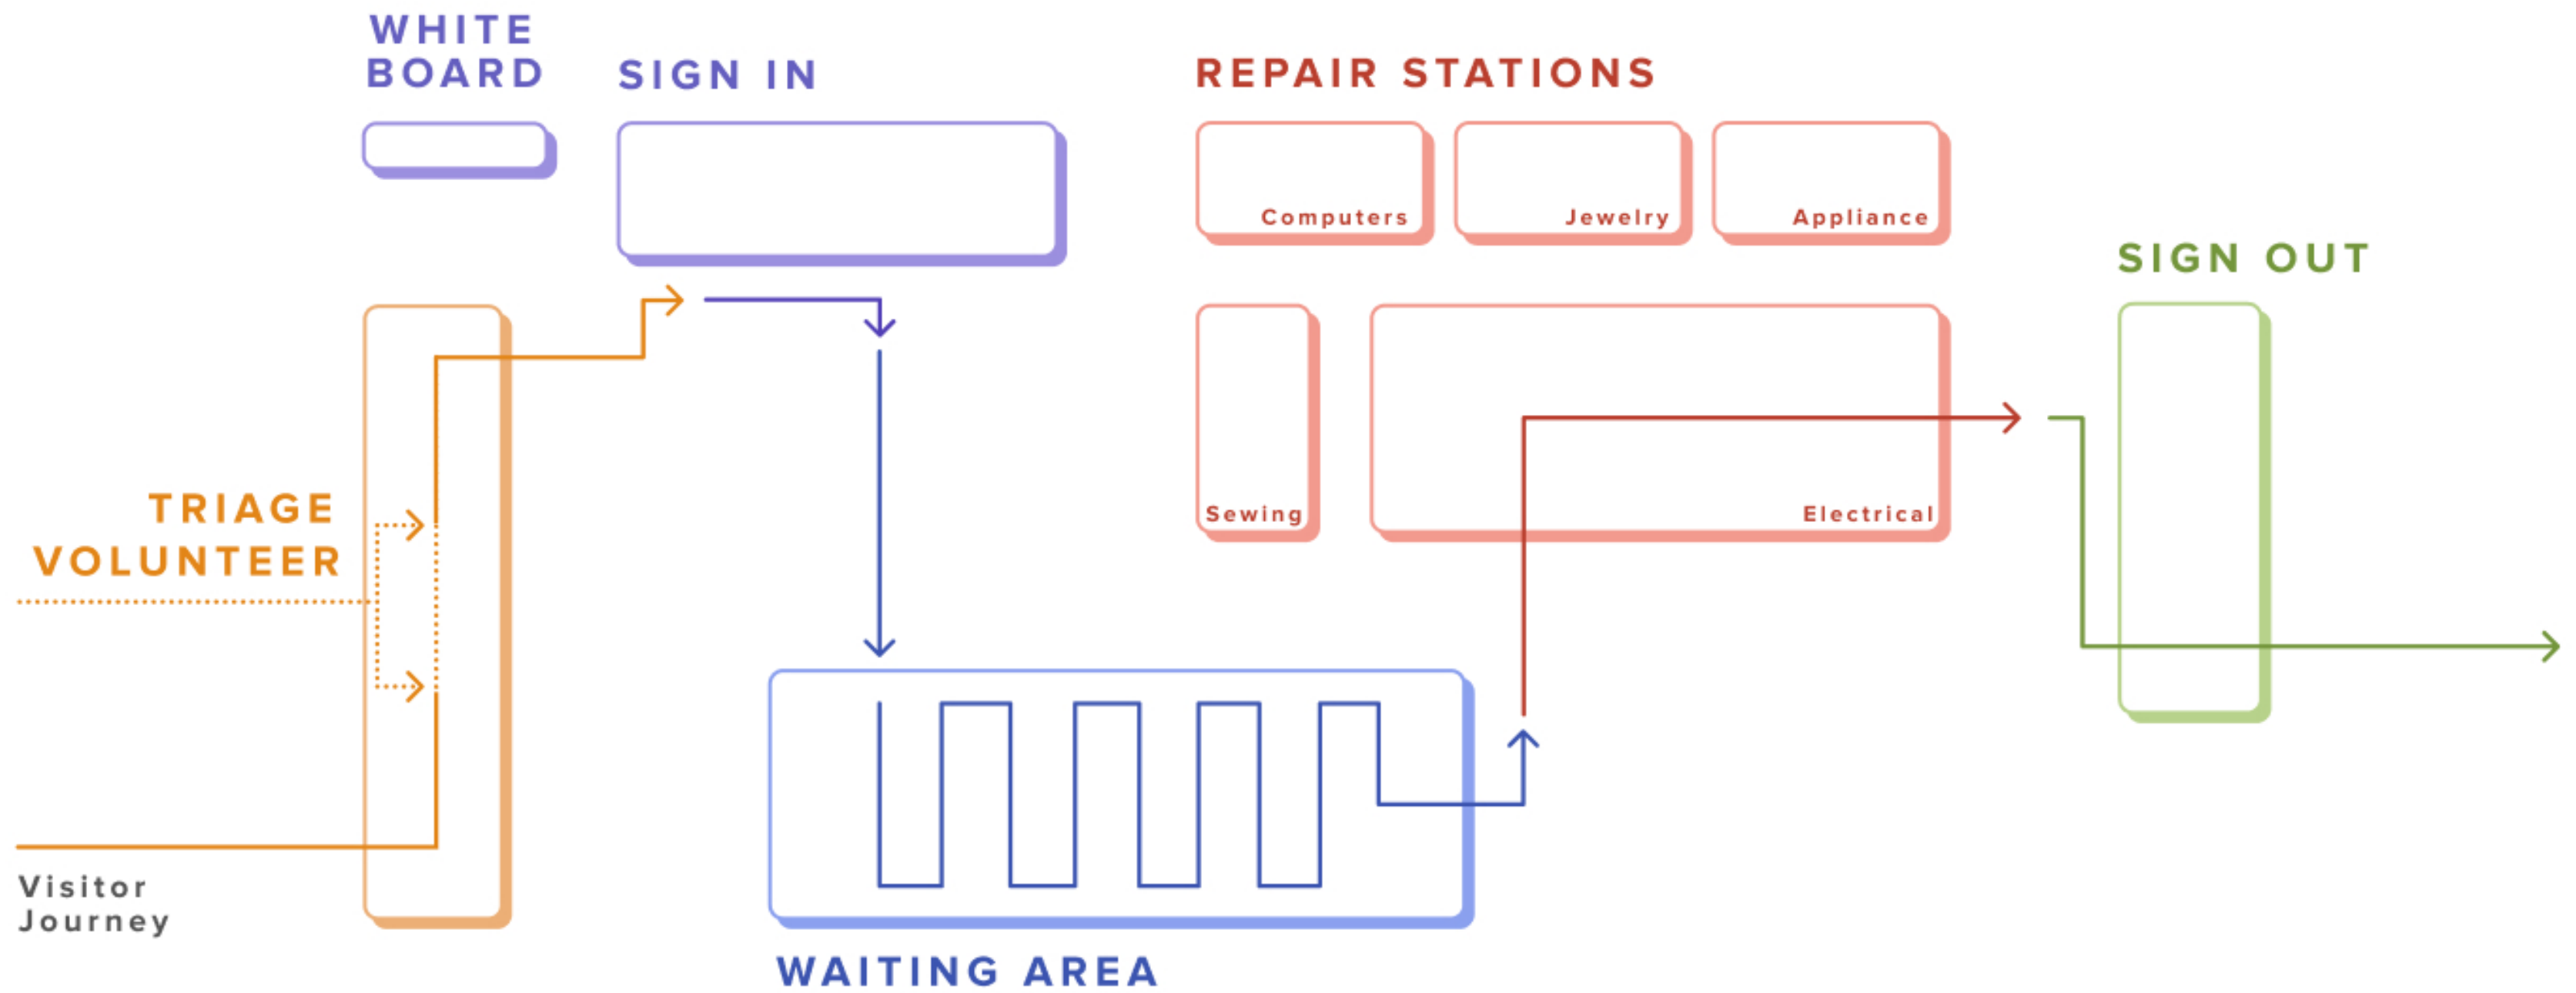 WHITE
BOARD
SIGN IN
REPAIR STATIONS
Computers
Jewelry
Appliance
SIGN OUT
TRIAGE
VOLUNTEER
Sewing
Electrical
Visitor
Journey
WAITING AREA